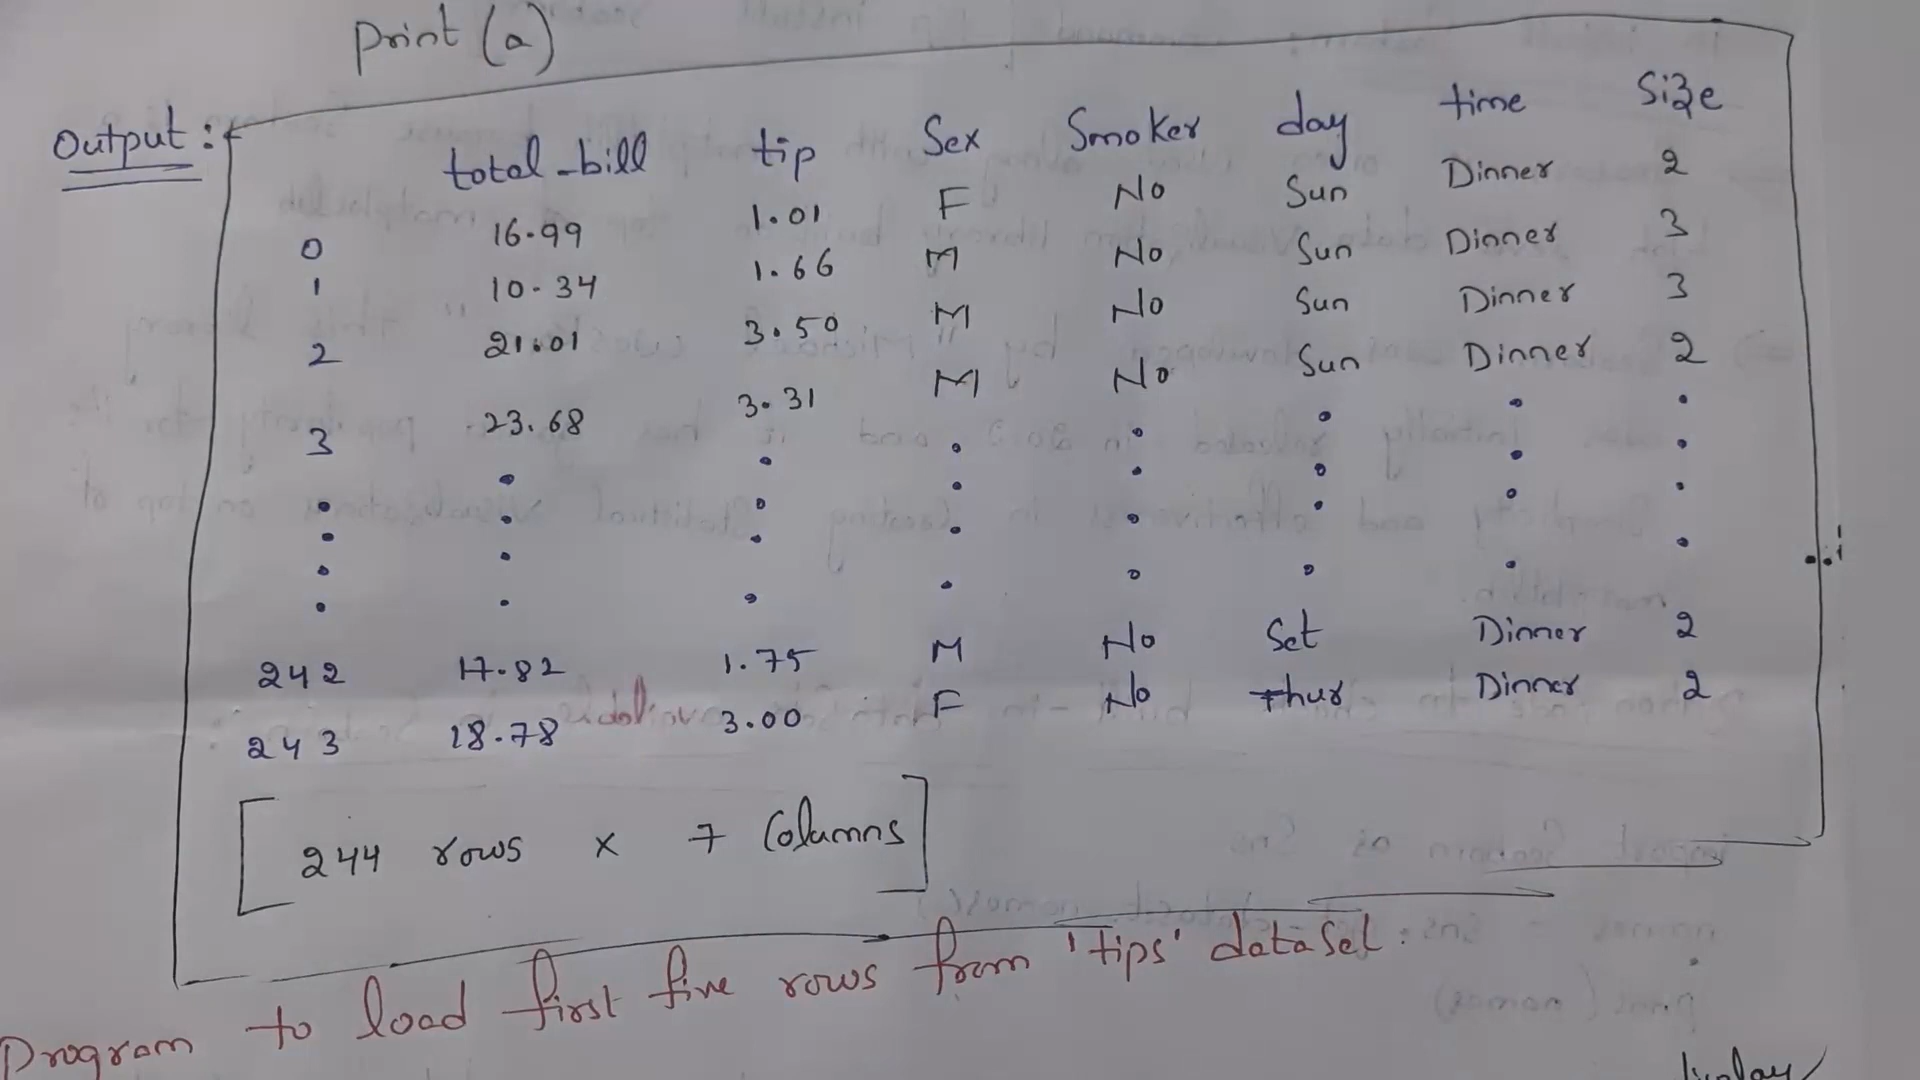 print (a)
Output :-
total_bill tip Sex Smoker day time Size
0 16.99 1.01 F No Sun Dinner 2
1 10.34 1.66 M No Sun Dinner 3
2 21.01 3.50 M No Sun Dinner 3
3 23.68 3.31 M No Sun Dinner 2
242 17.82 1.75 M No Sat Dinner 2
243 18.78 3.00 F No Thur Dinner 2
[244 rows x 7 Columns]
Program to load first five rows from 'tips' dataset.
display